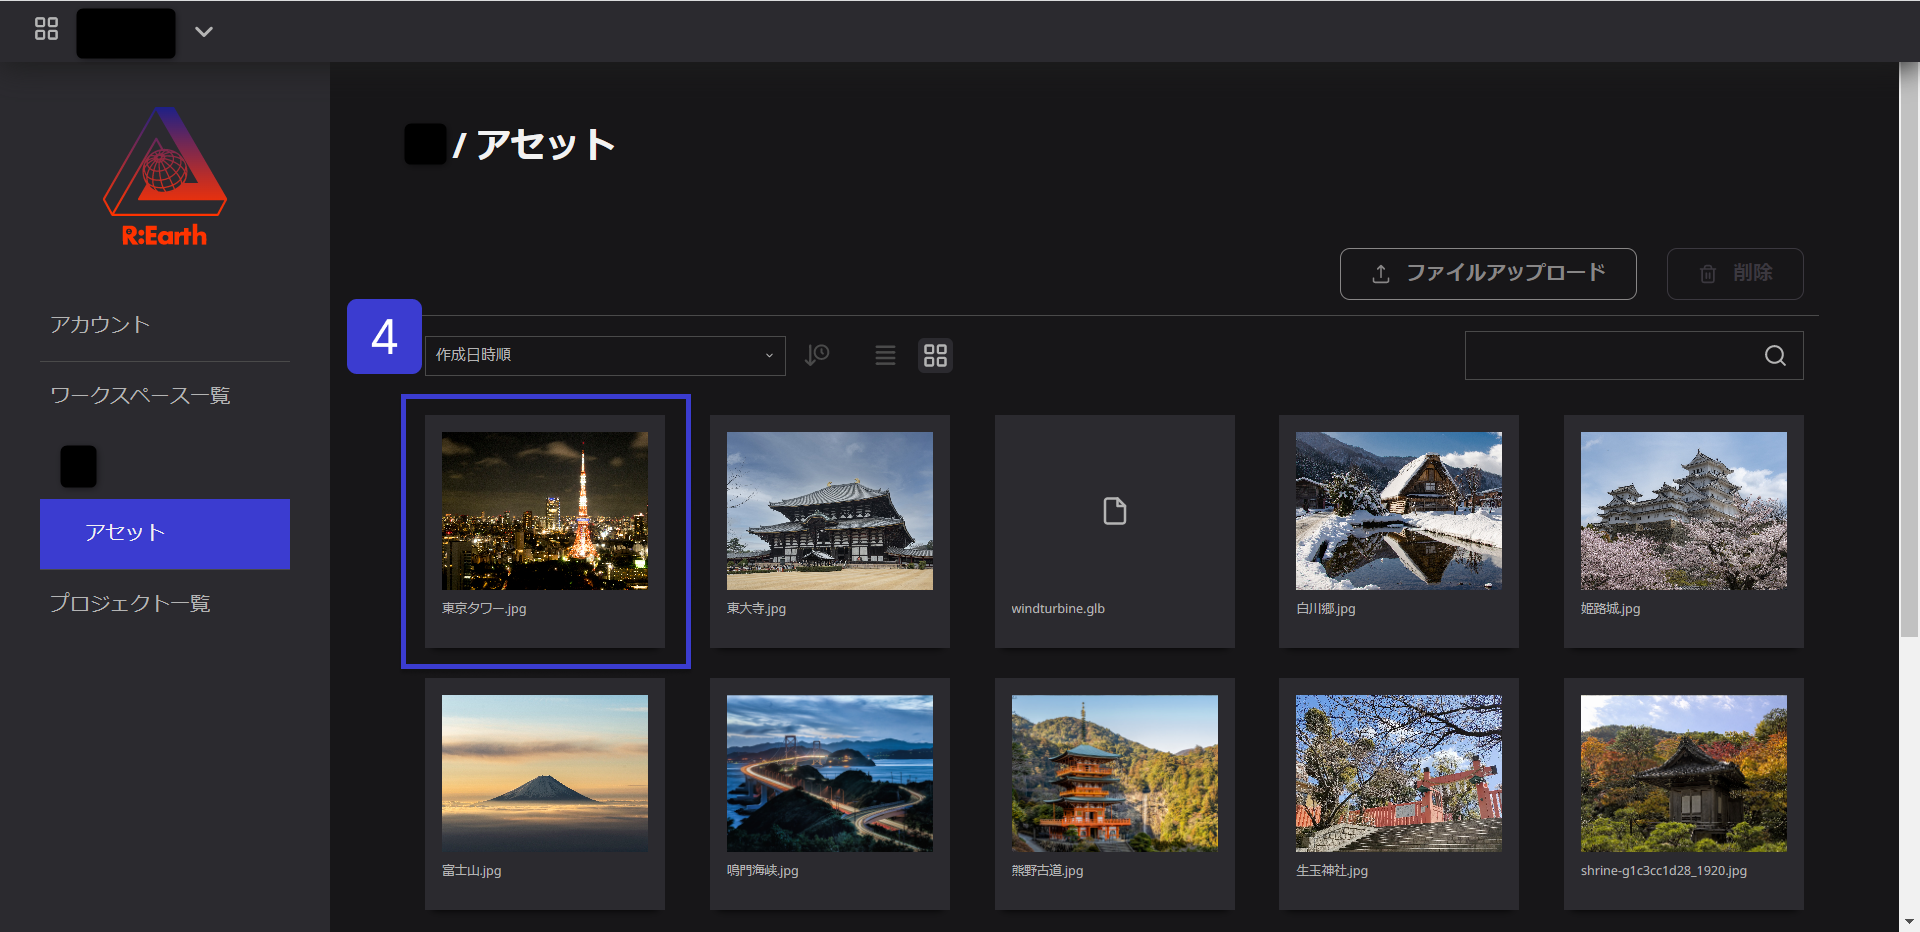 R:Earth
アカウント
ワークスペース一覧
アセット
プロジェクト一覧
/ アセット
ファイルアップロード
削除
4
作成日時順
東京タワー.jpg
東大寺.jpg
windturbine.glb
白川郷.jpg
姫路城.jpg
富士山.jpg
鳴門海峡.jpg
熊野古道.jpg
生玉神社.jpg
shrine-g1c3cc1d28_1920.jpg